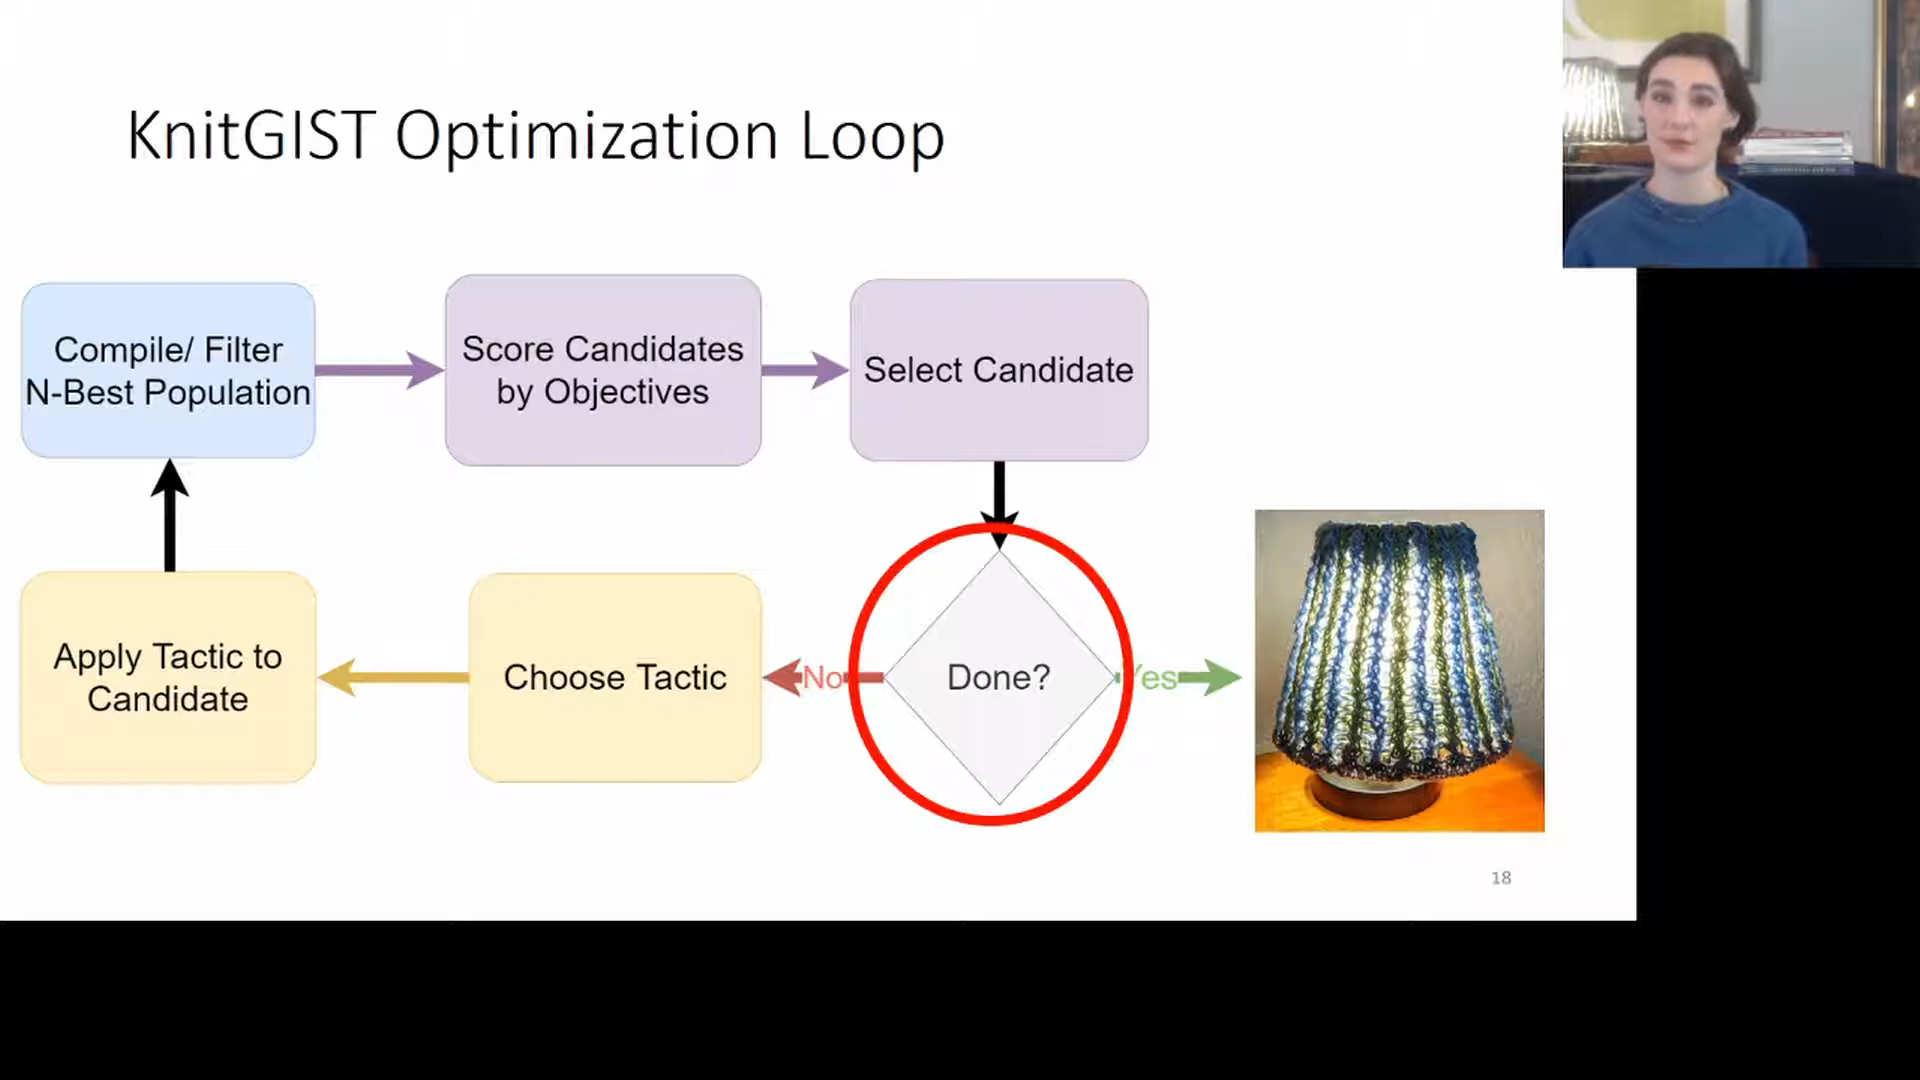 KnitGIST Optimization Loop
Compile/ Filter
N-Best Population
Score Candidates
by Objectives
Select Candidate
Apply Tactic to
Candidate
Choose Tactic
No
Done?
Yes
18